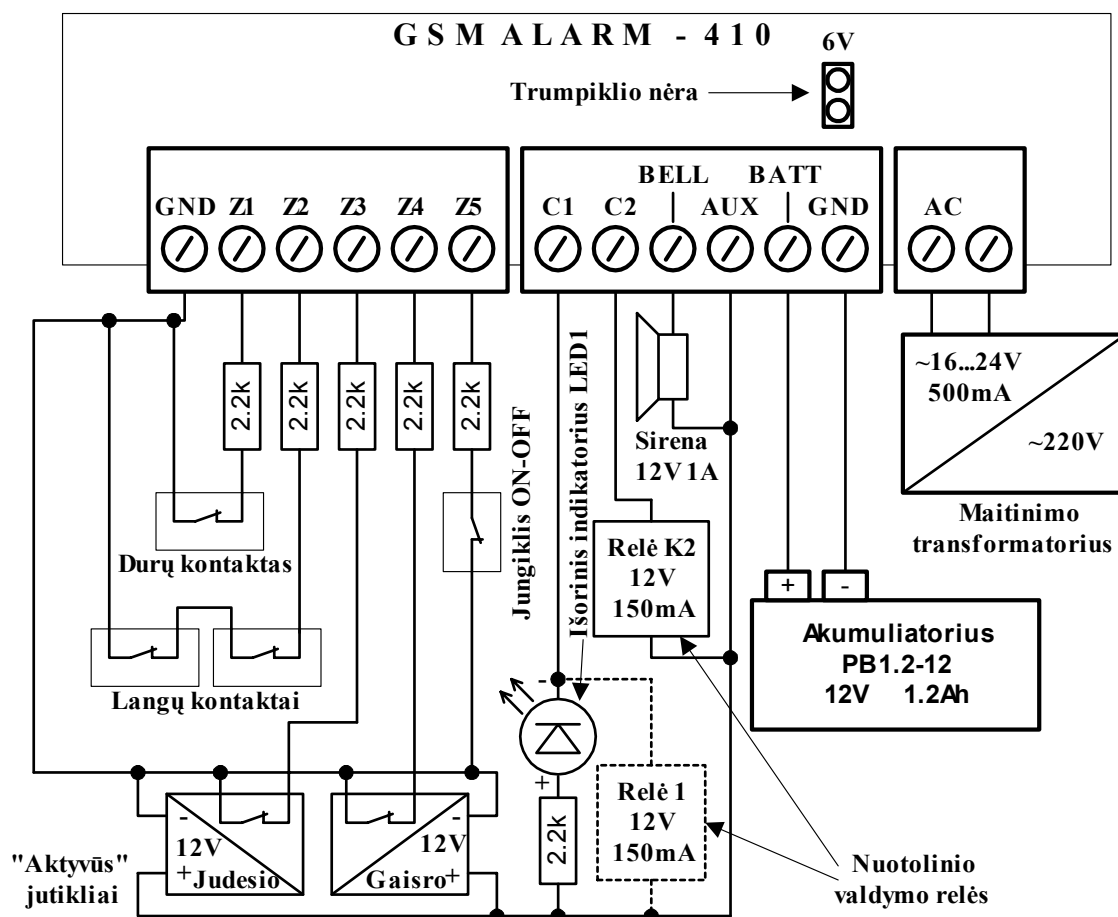 GSM ALARM - 410
6V
Trumpiklio nėra
BELL BATT
GND Z1 Z2 Z3 Z4 Z5 C1 C2 AUX GND AC
2.2k 2.2k 2.2k 2.2k 2.2k
Jungiklis ON-OFF
Išorinis indikatorius LED1
Sirena
12V 1A
~16...24V
500mA
~220V
Maitinimo
transformatorius
Durų kontaktas
Langų kontaktai
Relė K2
12V
150mA
+ -
Akumuliatorius
PB1.2-12
12V 1.2Ah
-
+
2.2k
Relė 1
12V
150mA
Nuotolinio
valdymo relės
"Aktyvūs"
jutikliai
-
12V
+ Judesio
-
12V
Gaisro +